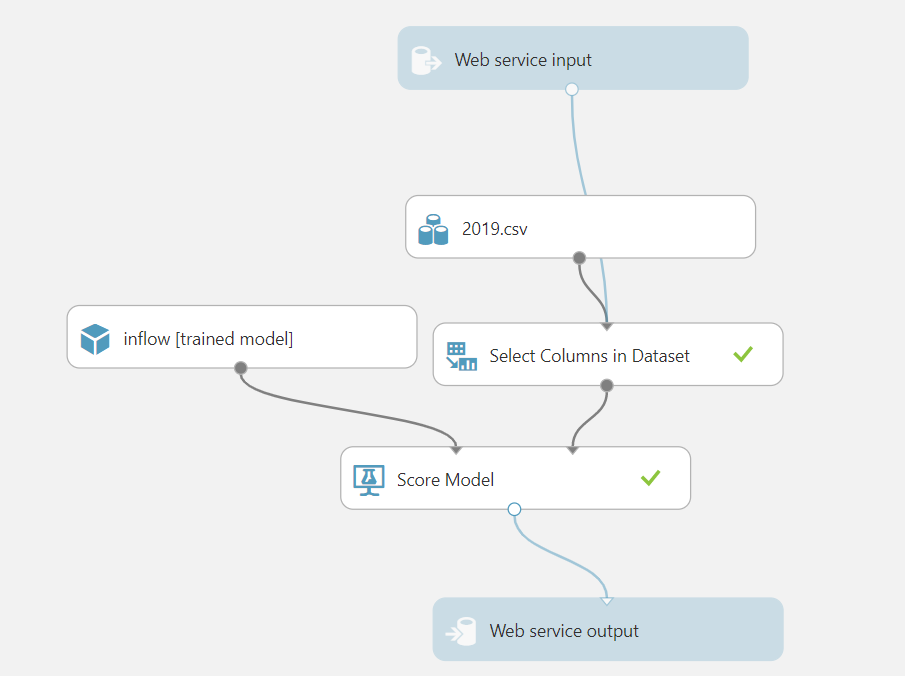 Web service input
2019.csv
inflow [trained model]
Select Columns in Dataset
Score Model
Web service output